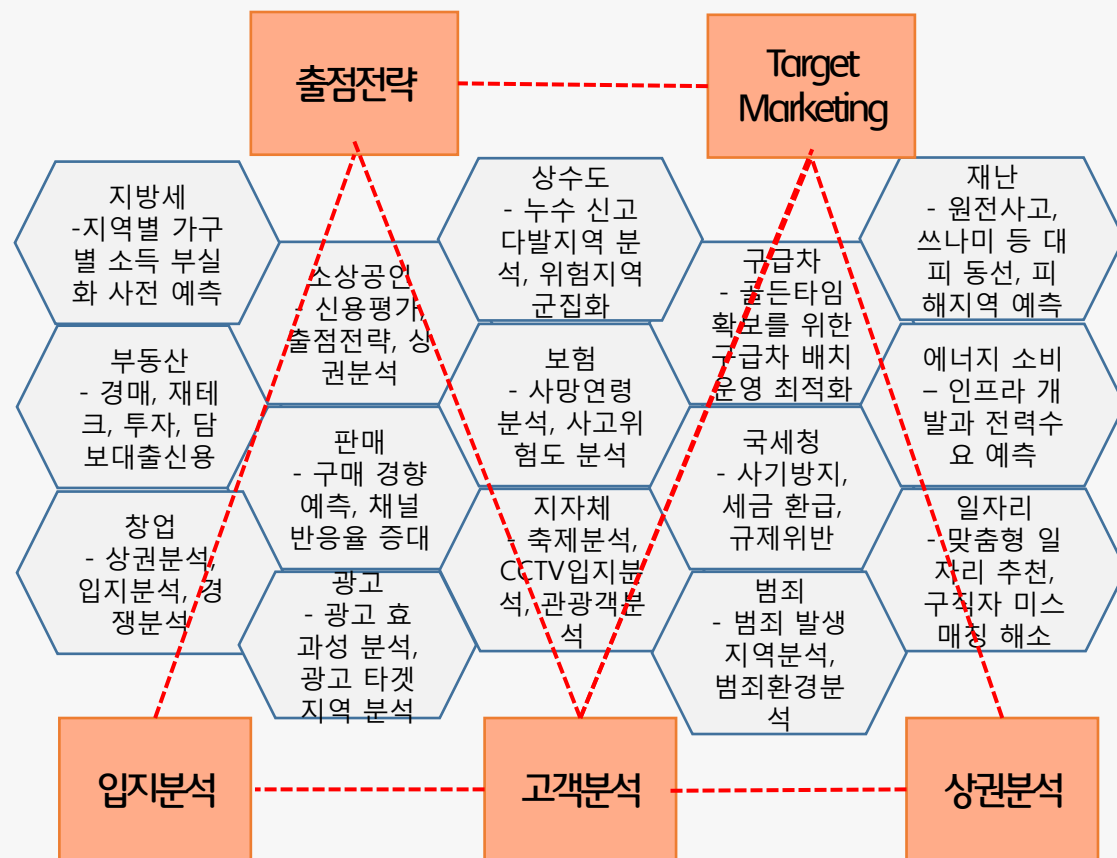 출점전략
Target
Marketing
지방세
-지역별 가구
별 소득 부실
화 사전 예측
소상공인
- 신용평가,
출점전략, 상
권분석
상수도
- 누수 신고
다발지역 분
석, 위험지역
군집화
구급차
- 골든타임
확보를 위한
구급차 배치
운영 최적화
재난
- 원전사고,
쓰나미 등 대
피 동선, 피
해지역 예측
부동산
- 경매, 재테
크, 투자, 담
보대출신용
판매
- 구매 경향
예측, 채널
반응율 증대
보험
- 사망연령
분석, 사고위
험도 분석
국세청
- 사기방지,
세금 환급,
규제위반
에너지 소비
– 인프라 개
발과 전력수
요 예측
창업
- 상권분석,
입지분석, 경
쟁분석
광고
- 광고 효
과성 분석,
광고 타겟
지역 분석
지자체
- 축제분석,
CCTV입지분
석, 관광객분
석
범죄
- 범죄 발생
지역분석,
범죄환경분
석
일자리
- 맞춤형 일
자리 추천,
구직자 미스
매칭 해소
입지분석
고객분석
상권분석